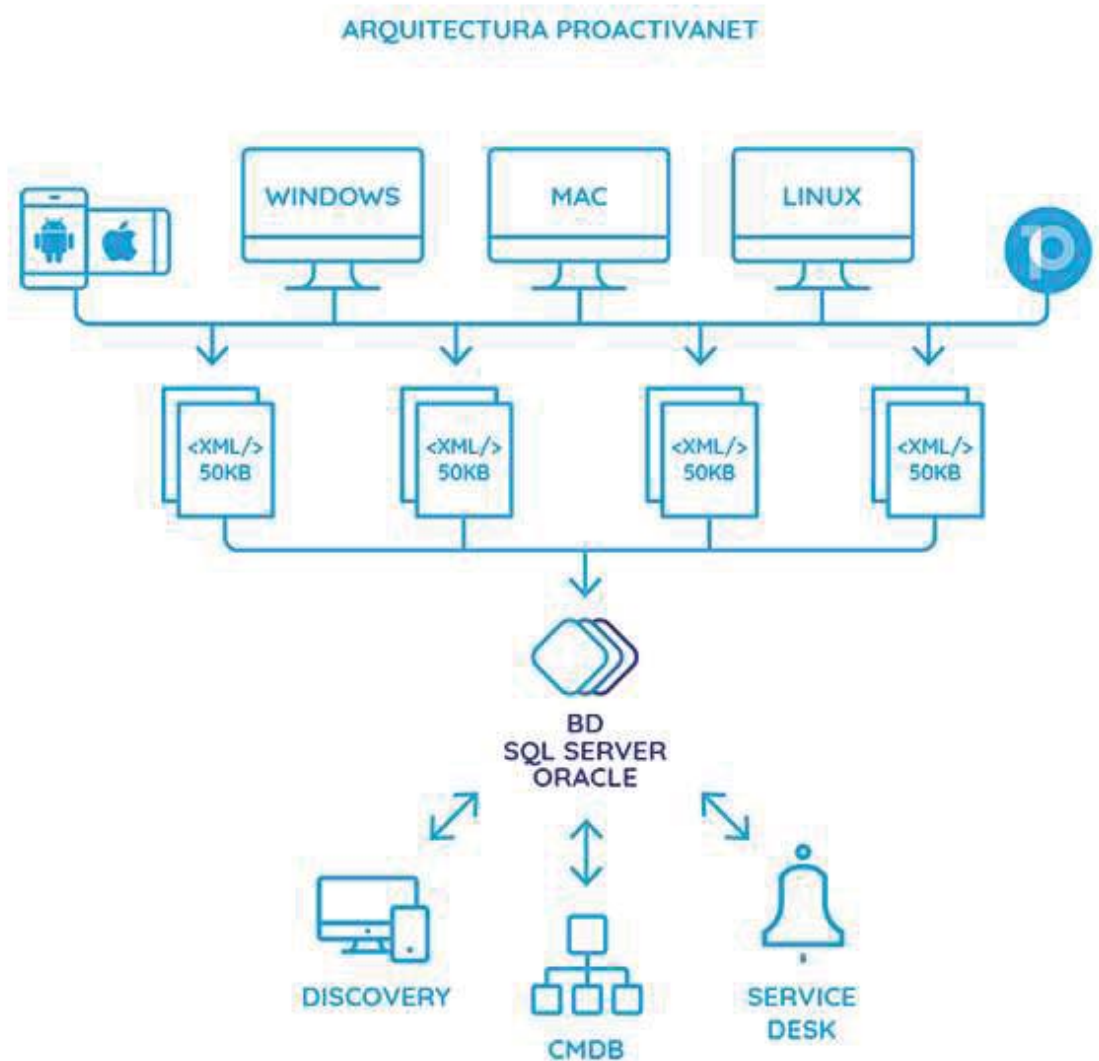 ARQUITECTURA PROACTIVANET
WINDOWS
MAC
LINUX
<XML/>
50KB
<XML/>
50KB
<XML/>
50KB
<XML/>
50KB
BD
SQL SERVER
ORACLE
DISCOVERY
CMDB
SERVICE
DESK